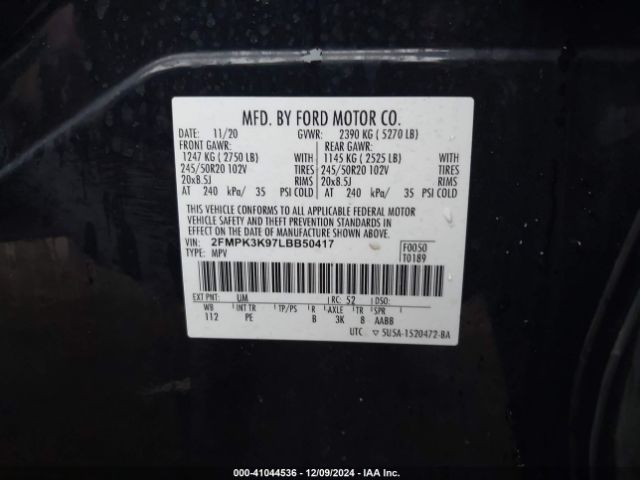 MFD. BY FORD MOTOR CO.
DATE: 11/20 GVWR: 2390 KG ( 5270 LB)
FRONT GAWR: REAR GAWR:
1247 KG ( 2750 LB) WITH 1145 KG ( 2525 LB) WITH
245/50R20 102V TIRES 245/50R20 102V TIRES
20x8.5J RIMS 20x8.5J RIMS
AT 240 kPa/ 35 PSI COLD AT 240 kPa/ 35 PSI COLD
THIS VEHICLE CONFORMS TO ALL APPLICABLE FEDERAL MOTOR
VEHICLE SAFETY AND THEFT PREVENTION STANDARDS IN
EFFECT ON THE DATE OF MANUFACTURE SHOWN ABOVE.
VIN: 2FMPK3K97LBB50417 F0050
TYPE: MPV T0189
EXT PNT: UM RC: 52 DSO:
WB INT TR TP/PS R AXLE TR SPR
112 PE B 3K 8 AABB
UTC ▽ 5U5A-1520472-BA
000-41044536 - 12/09/2024 - IAA Inc.